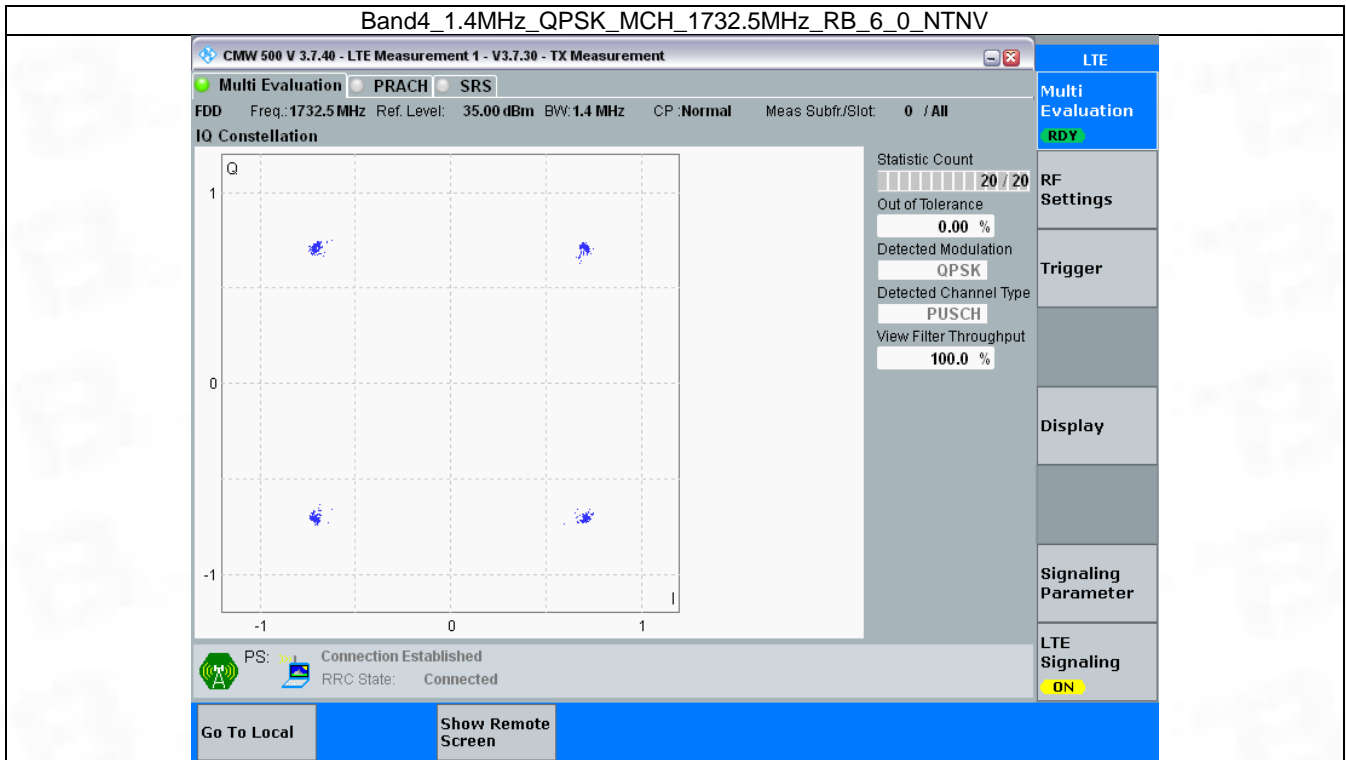 Band4_1.4MHz_QPSK_MCH_1732.5MHz_RB_6_0_NTNV
CMW 500 V 3.7.40 - LTE Measurement 1 - V3.7.30 - TX Measurement
LTE
Multi Evaluation PRACH SRS
FDD Freq.: 1732.5 MHz Ref. Level: 35.00 dBm BW: 1.4 MHz CP : Normal Meas Subfr./Slot: 0 / All
IQ Constellation
Q
1
0
-1
I
-1 0 1
Statistic Count
20 / 20
Out of Tolerance
0.00 %
Detected Modulation
QPSK
Detected Channel Type
PUSCH
View Filter Throughput
100.0 %
Multi
Evaluation
RDY
RF
Settings
Trigger
Display
Signaling
Parameter
LTE
Signaling
ON
PS: Connection Established
RRC State: Connected
Go To Local
Show Remote
Screen